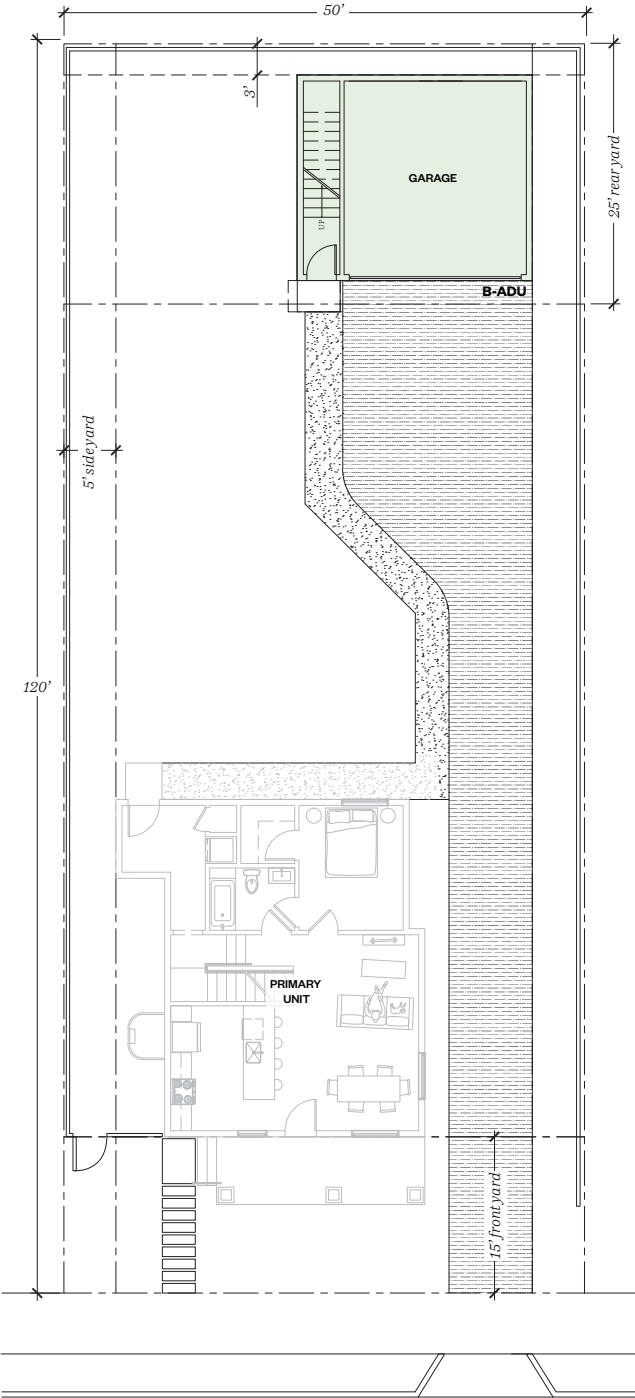 50’
3’
25’ rear yard
GARAGE
UP
B-ADU
5’ side yard
120’
PRIMARY
UNIT
15’ front yard